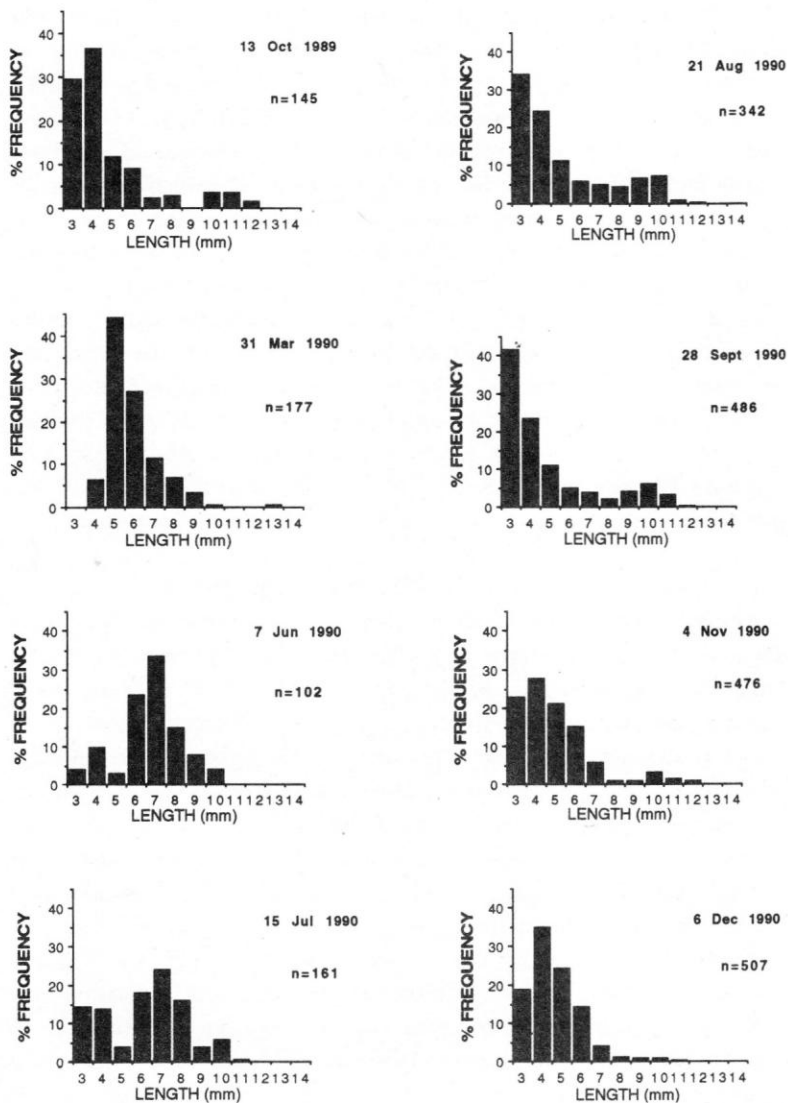 % FREQUENCY
40
30
20
10
0
13 Oct 1989
n=145
3 4 5 6 7 8 9 10 11 12 13 14
LENGTH (mm)
% FREQUENCY
40
30
20
10
0
21 Aug 1990
n=342
3 4 5 6 7 8 9 10 11 12 13 14
LENGTH (mm)
% FREQUENCY
40
30
20
10
0
31 Mar 1990
n=177
3 4 5 6 7 8 9 10 11 12 13 14
LENGTH (mm)
% FREQUENCY
40
30
20
10
0
28 Sept 1990
n=486
3 4 5 6 7 8 9 10 11 12 13 14
LENGTH (mm)
% FREQUENCY
40
30
20
10
0
7 Jun 1990
n=102
3 4 5 6 7 8 9 10 11 12 13 14
LENGTH (mm)
% FREQUENCY
40
30
20
10
0
4 Nov 1990
n=476
3 4 5 6 7 8 9 10 11 12 13 14
LENGTH (mm)
% FREQUENCY
40
30
20
10
0
15 Jul 1990
n=161
3 4 5 6 7 8 9 10 11 12 13 14
LENGTH (mm)
% FREQUENCY
40
30
20
10
0
6 Dec 1990
n=507
3 4 5 6 7 8 9 10 11 12 13 14
LENGTH (mm)